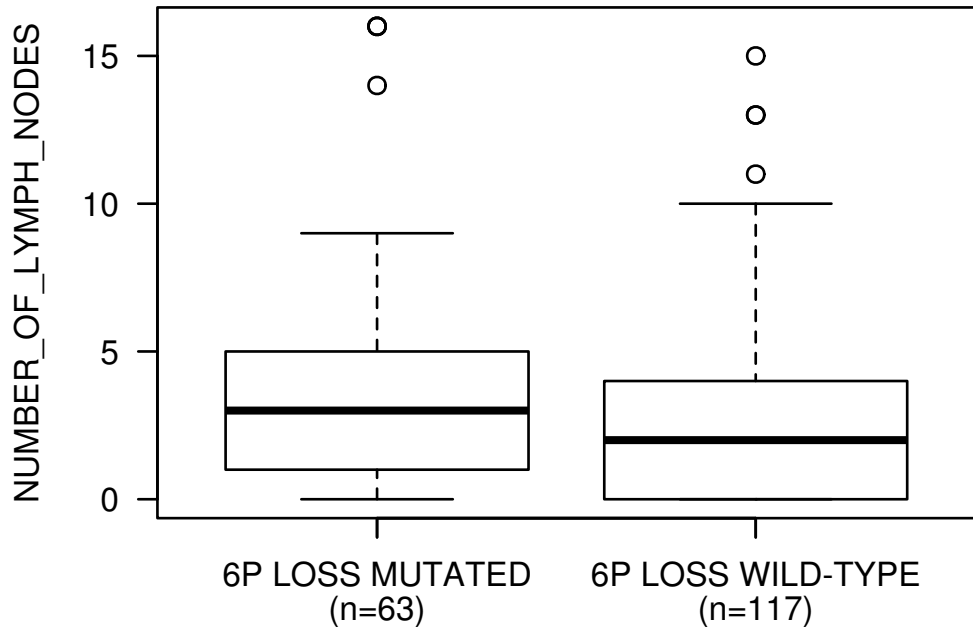 NUMBER_OF_LYMPH_NODES
15
10
5
0
6P LOSS MUTATED
(n=63)
6P LOSS WILD-TYPE
(n=117)